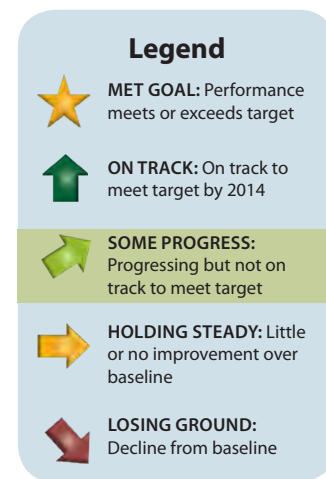 Legend
MET GOAL: Performance
meets or exceeds target
ON TRACK: On track to
meet target by 2014
SOME PROGRESS:
Progressing but not on
track to meet target
HOLDING STEADY: Little
or no improvement over
baseline
LOSING GROUND:
Decline from baseline